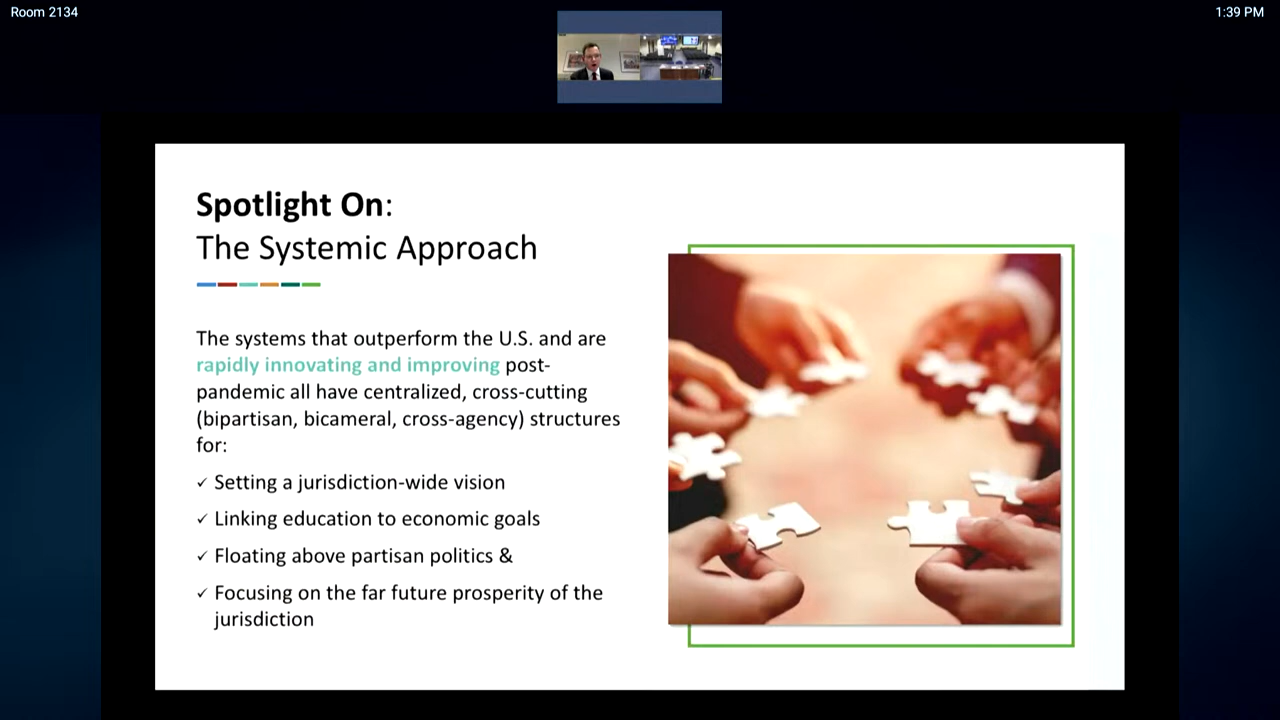 Room 2134
1:39 PM
Spotlight On:
The Systemic Approach
The systems that outperform the U.S. and are
rapidly innovating and improving post-
pandemic all have centralized, cross-cutting
(bipartisan, bicameral, cross-agency) structures
for:
✓ Setting a jurisdiction-wide vision
✓ Linking education to economic goals
✓ Floating above partisan politics &
✓ Focusing on the far future prosperity of the
jurisdiction